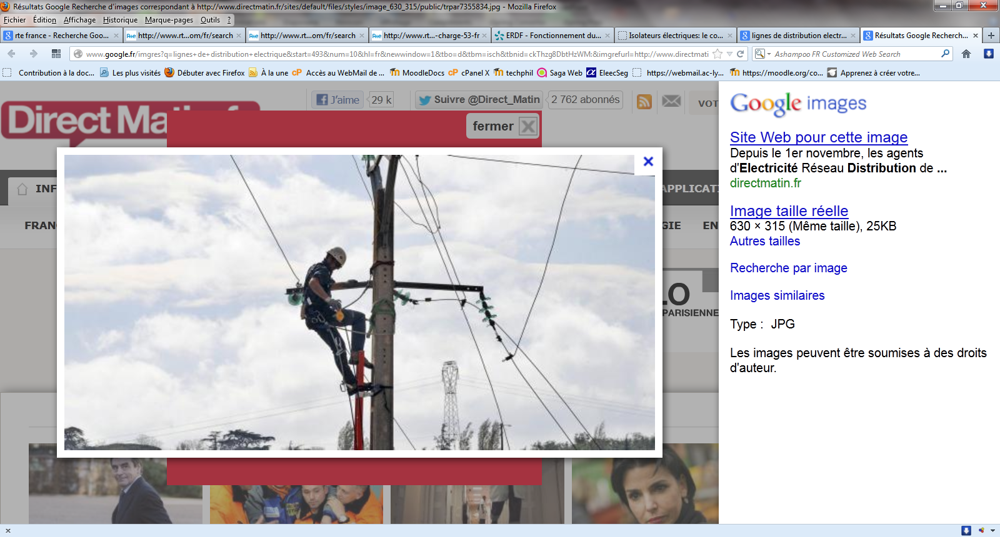 Résultats Google Recherche d'images correspondant à http://www.directmatin.fr/sites/default/files/styles/image_630_315/public/trpar7355834.jpg - Mozilla Firefox
Fichier Édition Affichage Historique Marque-pages Outils ?
rte france - Recherche Goo...
http://www.rt...om/fr/search
http://www.rt...om/fr/search
http://www.rt...-charge-53-fr
ERDF - Fonctionnement du...
Isolateurs électriques: le co...
lignes de distribution electr...
Résultats Google Recherch...
www.google.fr/imgres?q=lignes+de+distribution+electrique&start=493&num=10&hl=fr&newwindow=1&tbo=d&tbm=isch&tbnid=ckThzg8DbtHzWM:&imgrefurl=http://www.directmati
Ashampoo FR Customized Web Search
Contribution à la doc... Les plus visités Débuter avec Firefox À la une Accès au WebMail de ... MoodleDocs cPanel X techphil Saga Web EleecSeg https://webmail.ac-ly... https://moodle.org/co... Apprenez à créer votre...
J'aime 29 k Suivre @Direct_Matin 2 762 abonnés VOT
Direct Mati
fermer
INF
APPLICATI
FRAN
GIE EN
LO
PARISIENNE
Google images
Site Web pour cette image
Depuis le 1er novembre, les agents
d'Electricité Réseau Distribution de ...
directmatin.fr
Image taille réelle
630 × 315 (Même taille), 25KB
Autres tailles
Recherche par image
Images similaires
Type : JPG
Les images peuvent être soumises à des droits
d'auteur.